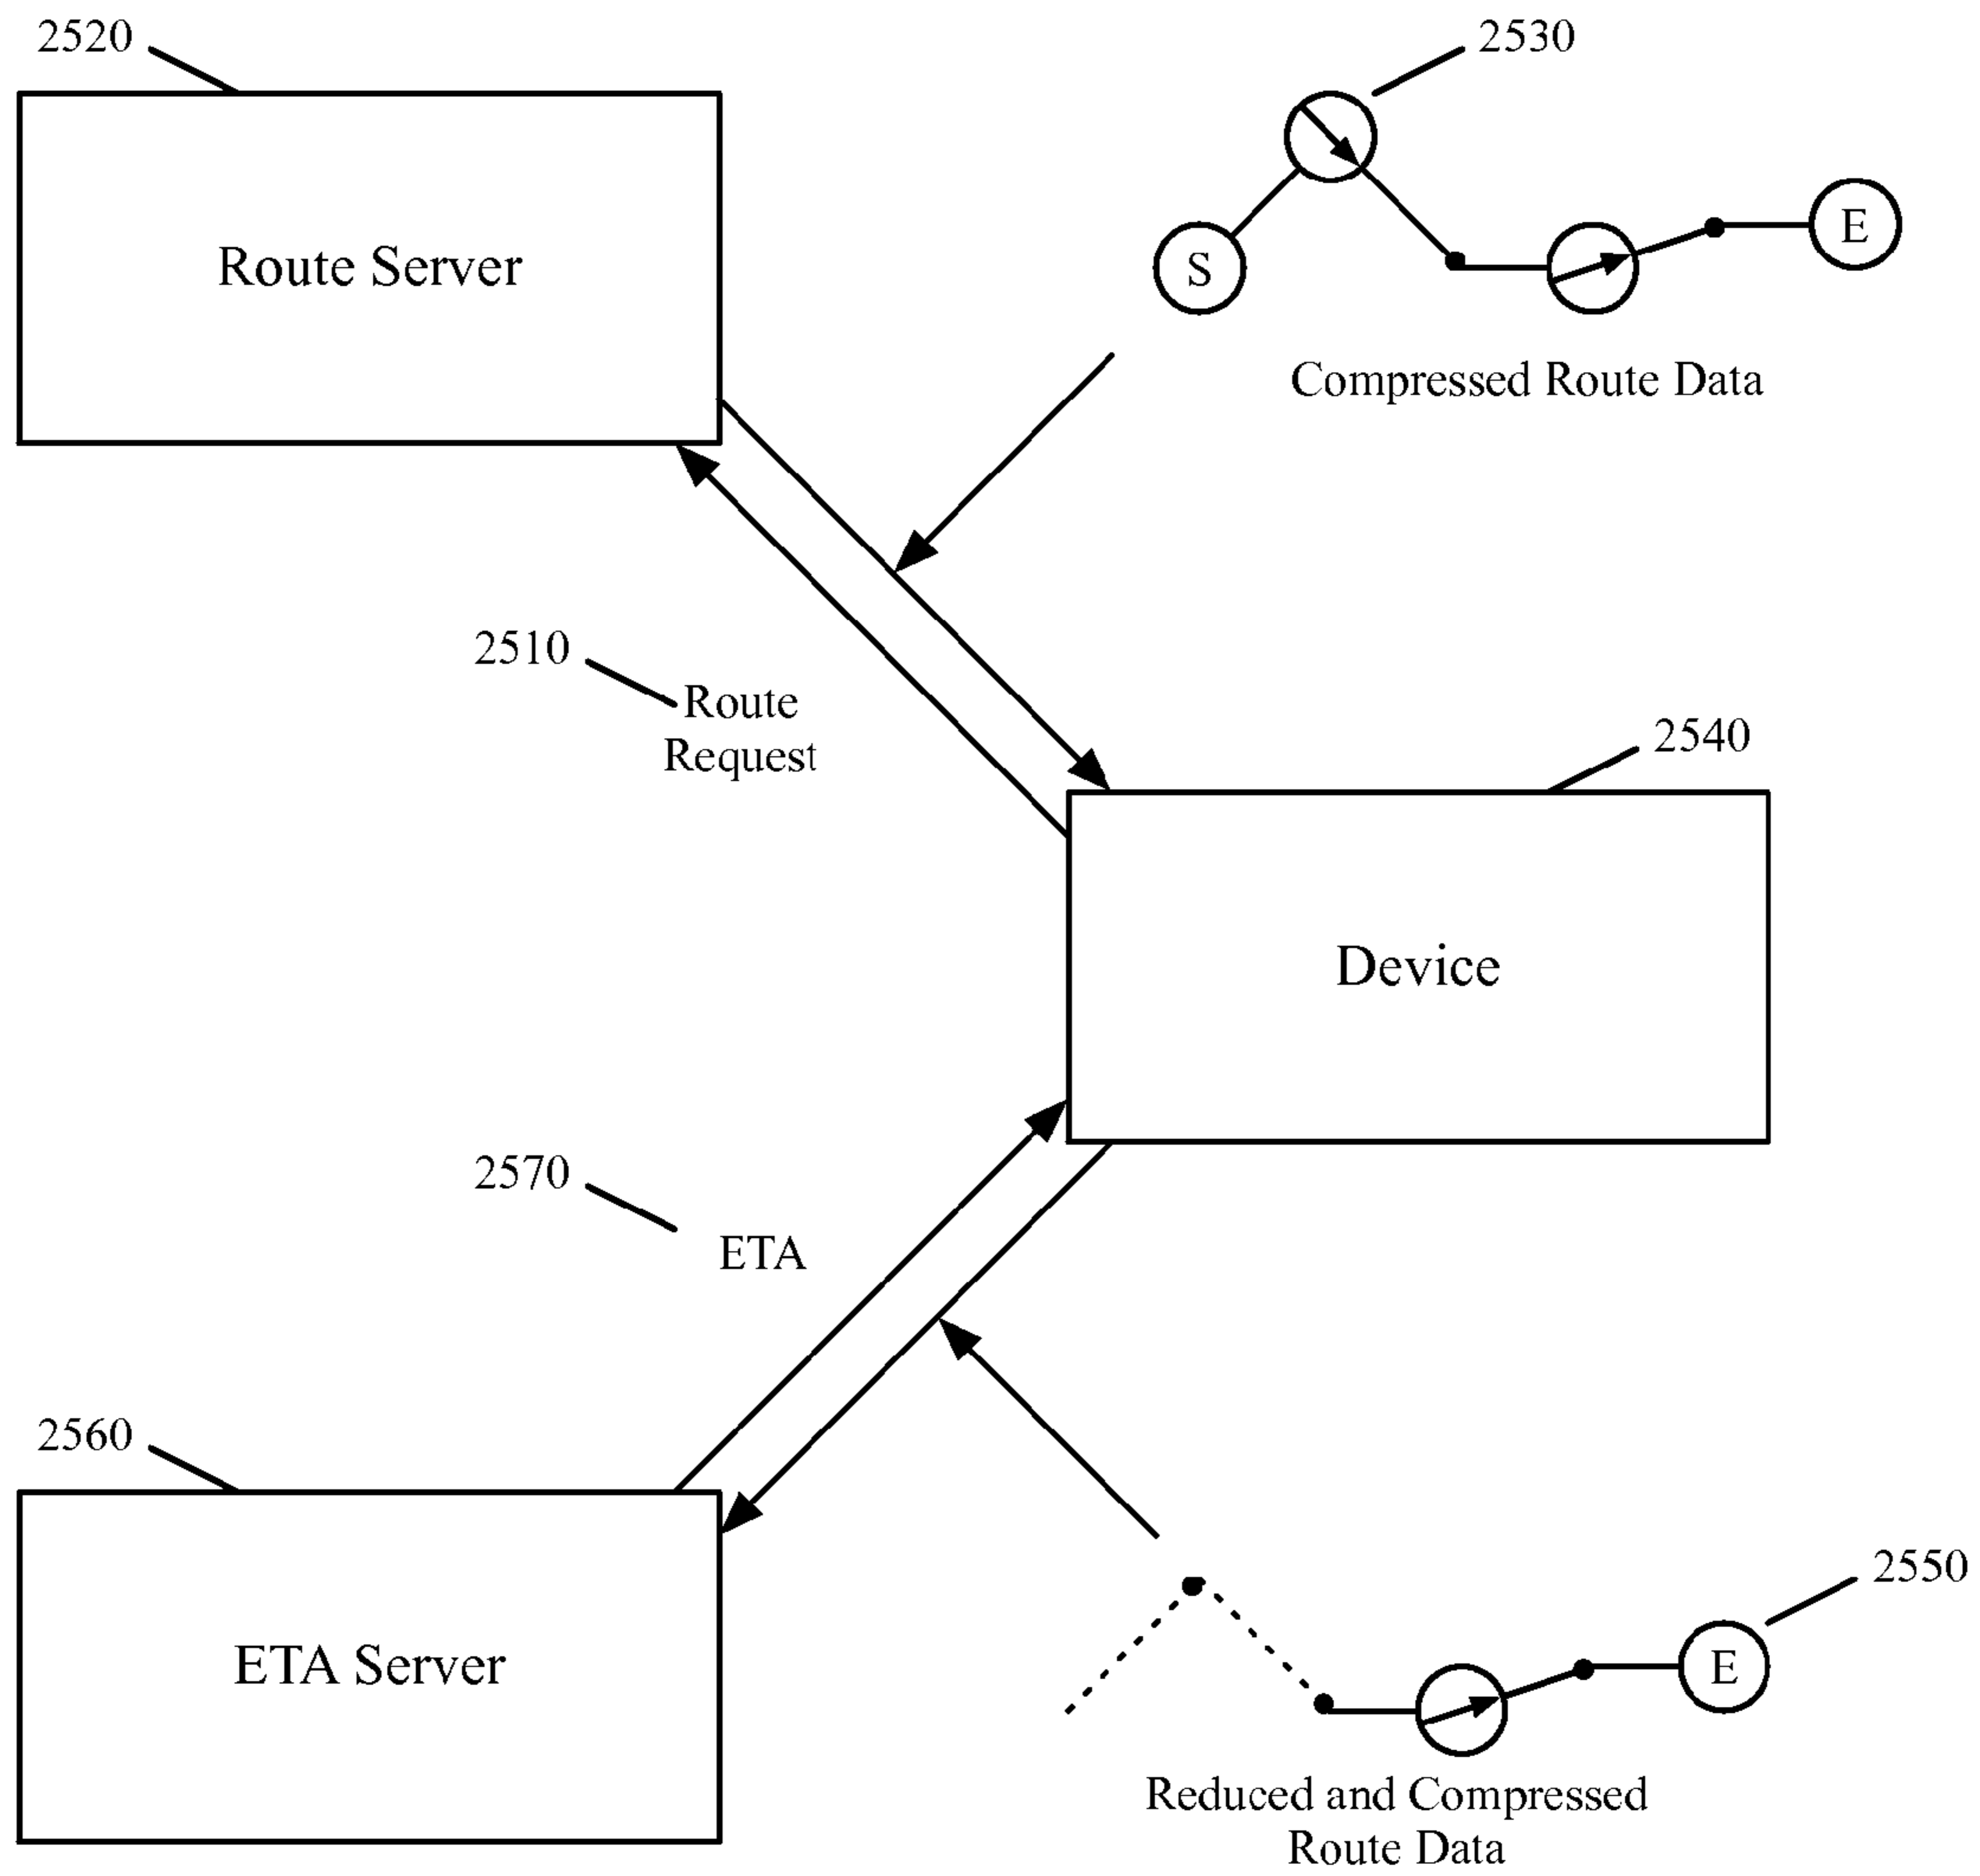 2520
2530
Route Server
S
E
Compressed Route Data
2510
Route
Request
2540
Device
2570
ETA
2560
2550
ETA Server
E
Reduced and Compressed
Route Data